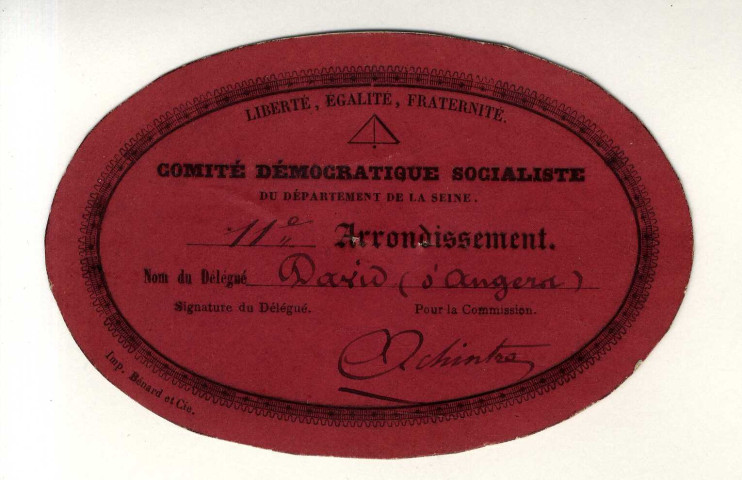 LIBERTÉ, ÉGALITÉ, FRATERNITÉ.
COMITÉ DÉMOCRATIQUE SOCIALISTE
DU DÉPARTEMENT DE LA SEINE.
11e Arrondissement.
Nom du Délégué David (d'Angers)
Signature du Délégué. Pour la Commission.
Imp. Bénard et Cie.